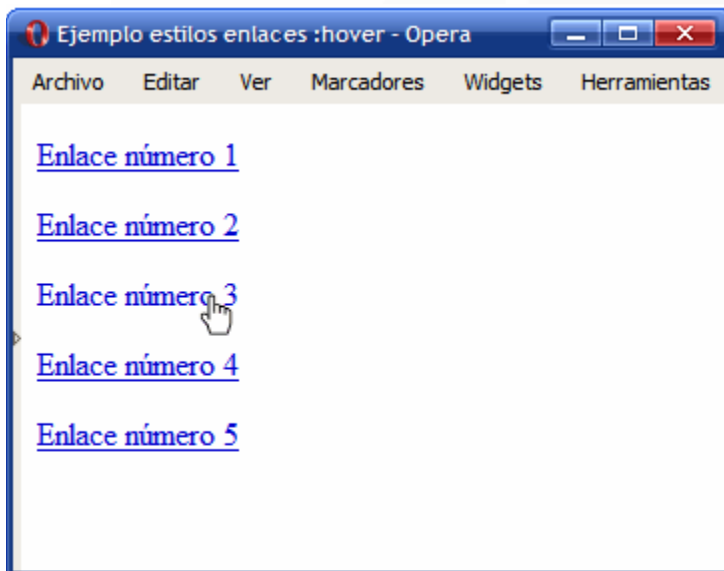 Ejemplo estilos enlaces :hover - Opera
Archivo Editar Ver Marcadores Widgets Herramientas
Enlace número 1
Enlace número 2
Enlace número 3
Enlace número 4
Enlace número 5